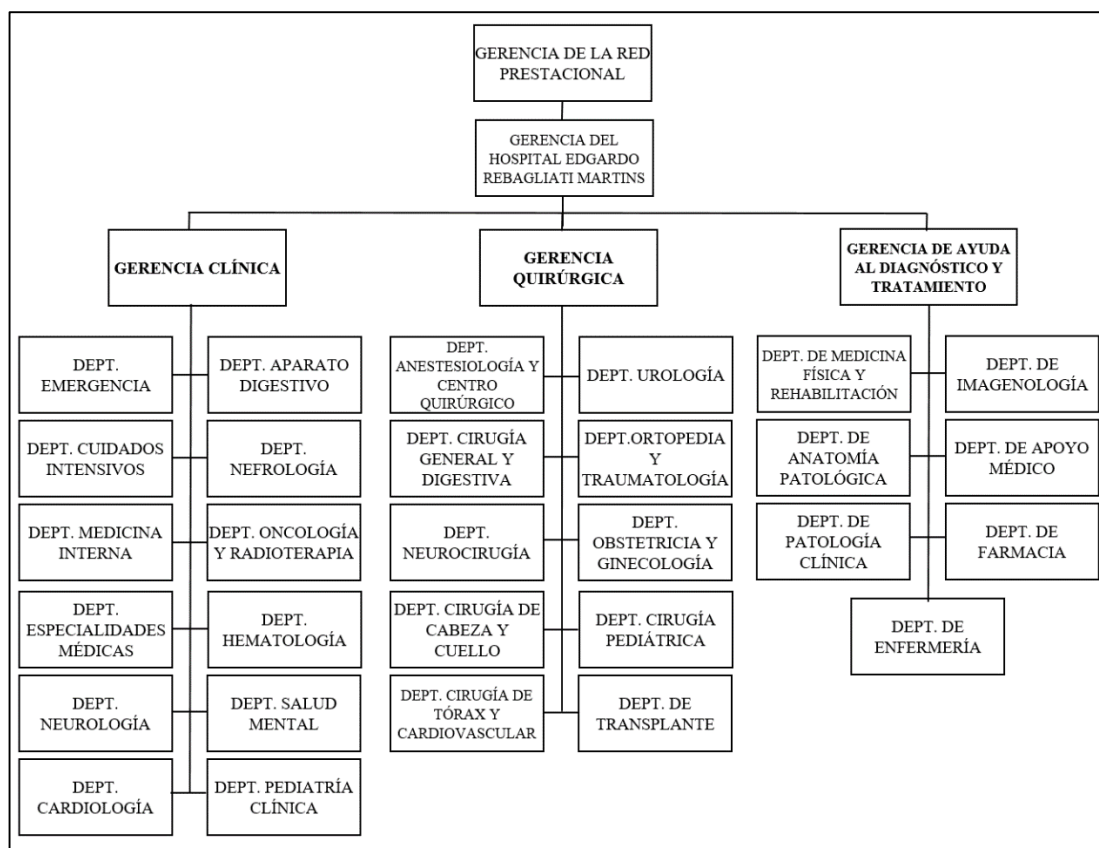 GERENCIA DE LA RED
PRESTACIONAL
GERENCIA DEL
HOSPITAL EDGARDO
REBAGLIATI MARTINS
GERENCIA CLÍNICA
GERENCIA
QUIRÚRGICA
GERENCIA DE AYUDA
AL DIAGNÓSTICO Y
TRATAMIENTO
DEPT.
EMERGENCIA
DEPT. APARATO
DIGESTIVO
DEPT. CUIDADOS
INTENSIVOS
DEPT.
NEFROLOGÍA
DEPT. MEDICINA
INTERNA
DEPT. ONCOLOGÍA
Y RADIOTERAPIA
DEPT.
ESPECIALIDADES
MÉDICAS
DEPT.
HEMATOLOGÍA
DEPT.
NEUROLOGÍA
DEPT. SALUD
MENTAL
DEPT.
CARDIOLOGÍA
DEPT. PEDIATRÍA
CLÍNICA
DEPT.
ANESTESIOLOGÍA Y
CENTRO
QUIRÚRGICO
DEPT. UROLOGÍA
DEPT. CIRUGÍA
GENERAL Y
DIGESTIVA
DEPT.ORTOPEDIA
Y
TRAUMATOLOGÍA
DEPT.
NEUROCIRUGÍA
DEPT.
OBSTETRICIA Y
GINECOLOGÍA
DEPT. CIRUGÍA DE
CABEZA Y
CUELLO
DEPT. CIRUGÍA
PEDIÁTRICA
DEPT. CIRUGÍA DE
TÓRAX Y
CARDIOVASCULAR
DEPT. DE
TRANSPLANTE
DEPT. DE MEDICINA
FÍSICA Y
REHABILITACIÓN
DEPT. DE
IMAGENOLOGÍA
DEPT. DE
ANATOMÍA
PATOLÓGICA
DEPT. DE APOYO
MÉDICO
DEPT. DE
PATOLOGÍA
CLÍNICA
DEPT. DE
FARMACIA
DEPT. DE
ENFERMERÍA